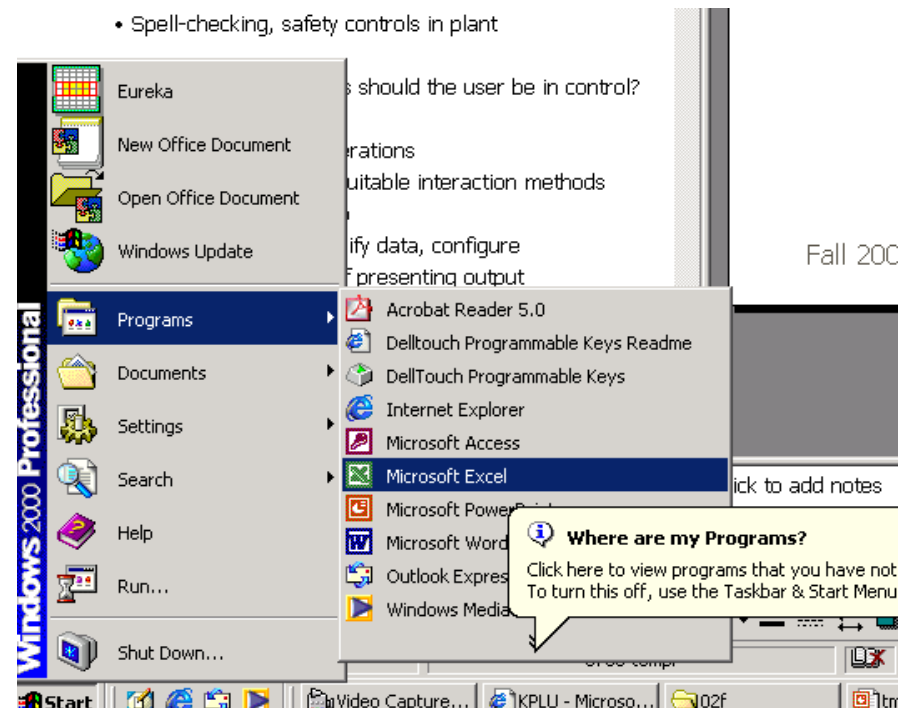 • Spell-checking, safety controls in plant
should the user be in control?
uitable interaction methods
ify data, configure
presenting output
Fall 200
Windows 2000 Professional
Eureka
New Office Document
Open Office Document
Windows Update
Programs
Documents
Settings
Search
Help
Run...
Shut Down...
Acrobat Reader 5.0
Delltouch Programmable Keys Readme
DellTouch Programmable Keys
Internet Explorer
Microsoft Access
Microsoft Excel
Microsoft PowerPoint
Microsoft Word
Outlook Expres
Windows Media
ick to add notes
Where are my Programs?
Click here to view programs that you have not
To turn this off, use the Taskbar & Start Menu
Start
Video Capture...
KPLU - Microso...
02f